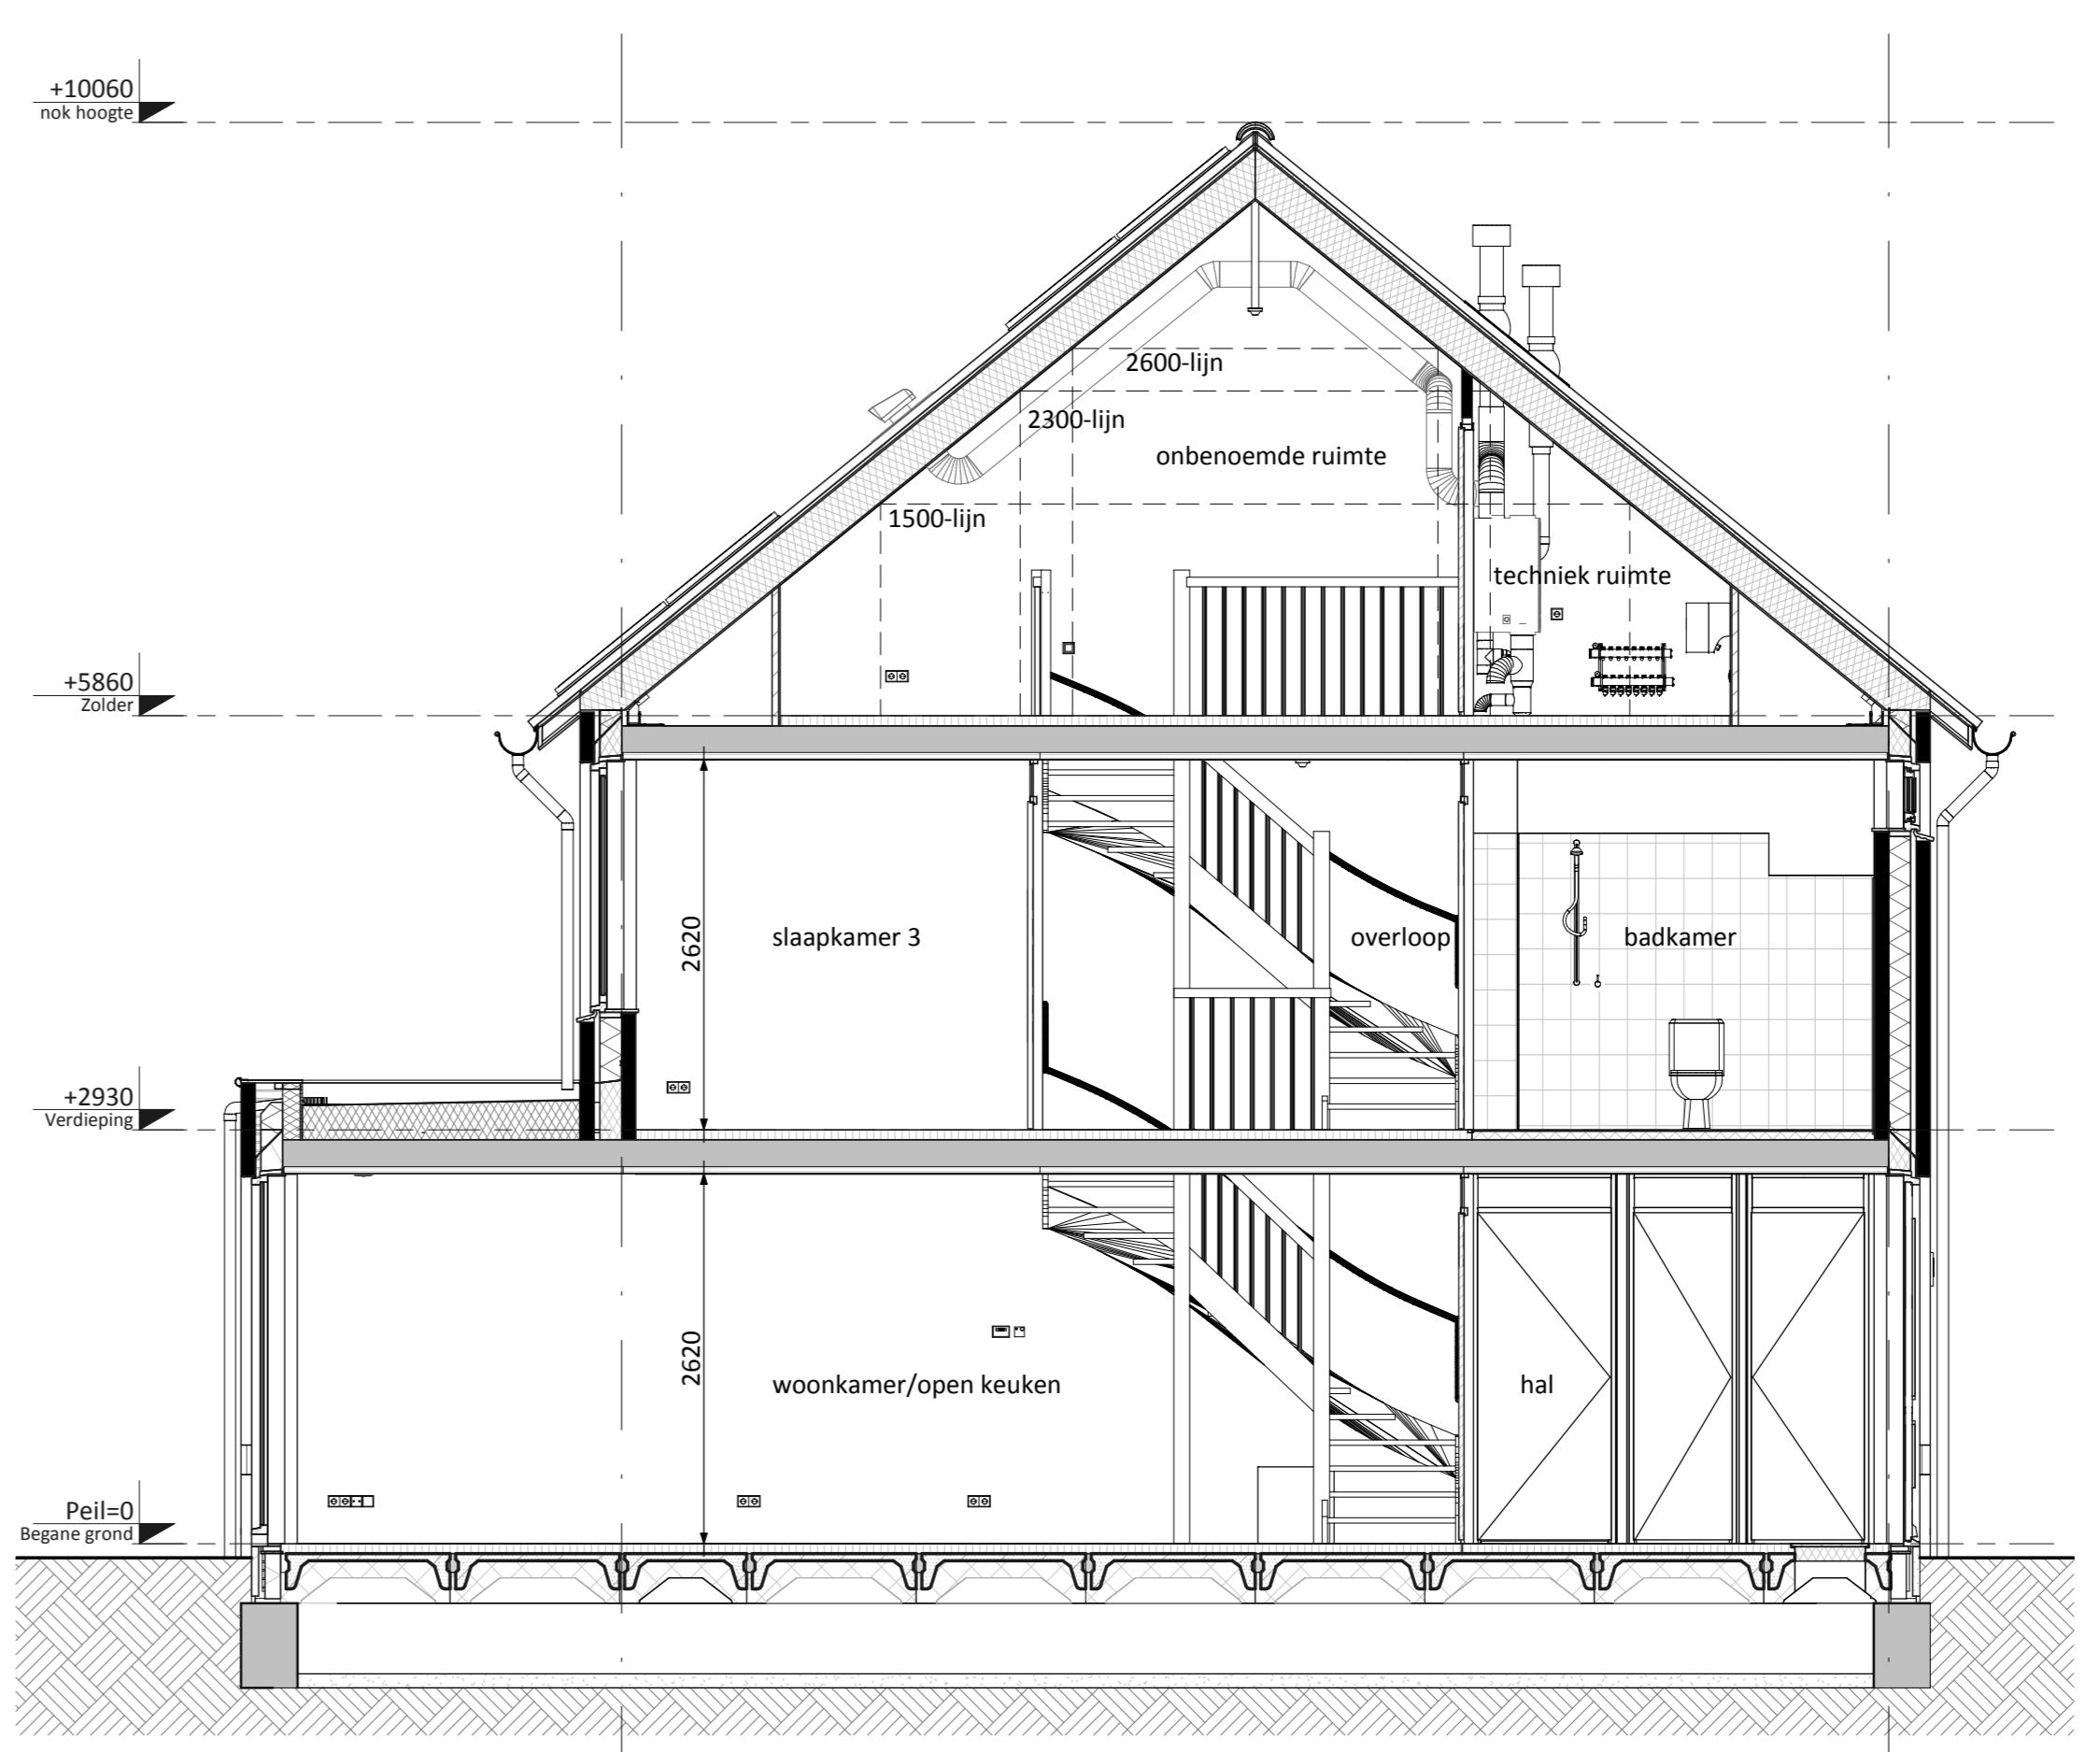 +10060
nok hoogte
2600-lijn
2300-lijn
onbenoemde ruimte
1500-lijn
techniek ruimte
+5860
Zolder
2620
slaapkamer 3
overloop
badkamer
+2930
Verdieping
2620
woonkamer/open keuken
hal
Peil=0
Begane grond